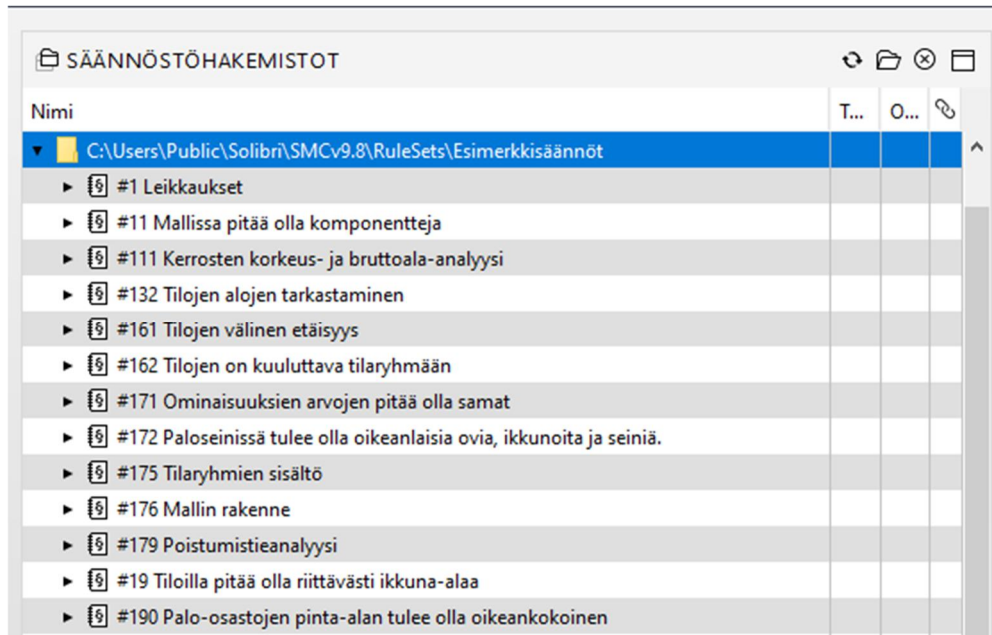 SÄÄNNÖSTÖHAKEMISTOT
Nimi T... O...
C:\Users\Public\Solibri\SMCv9.8\RuleSets\Esimerkkisäännöt
#1 Leikkaukset
#11 Mallissa pitää olla komponentteja
#111 Kerrosten korkeus- ja bruttoala-analyysi
#132 Tilojen alojen tarkastaminen
#161 Tilojen välinen etäisyys
#162 Tilojen on kuuluttava tilaryhmään
#171 Ominaisuuksien arvojen pitää olla samat
#172 Paloseinissä tulee olla oikeanlaisia ovia, ikkunoita ja seiniä.
#175 Tilaryhmien sisältö
#176 Mallin rakenne
#179 Poistumistieanalyysi
#19 Tiloilla pitää olla riittävästi ikkuna-alaa
#190 Palo-osastojen pinta-alan tulee olla oikeankokoinen